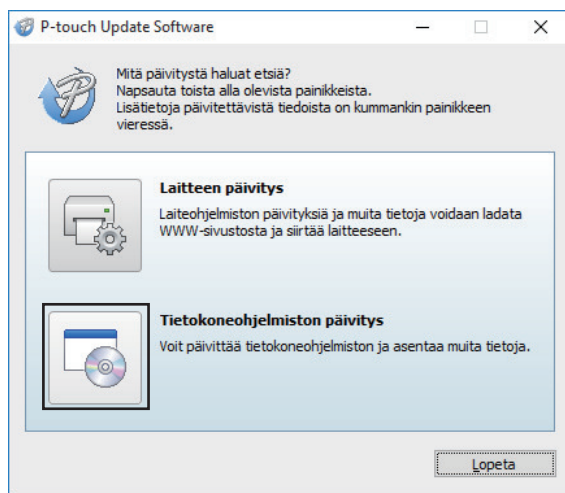 P-touch Update Software
Mitä päivitystä haluat etsiä?
Napsauta toista alla olevista painikkeista.
Lisätietoja päivitettävistä tiedoista on kummankin painikkeen
vieressä.
Laitteen päivitys
Laiteohjelmiston päivityksiä ja muita tietoja voidaan ladata
WWW-sivustosta ja siirtää laitteeseen.
Tietokoneohjelmiston päivitys
Voit päivittää tietokoneohjelmiston ja asentaa muita tietoja.
Lopeta